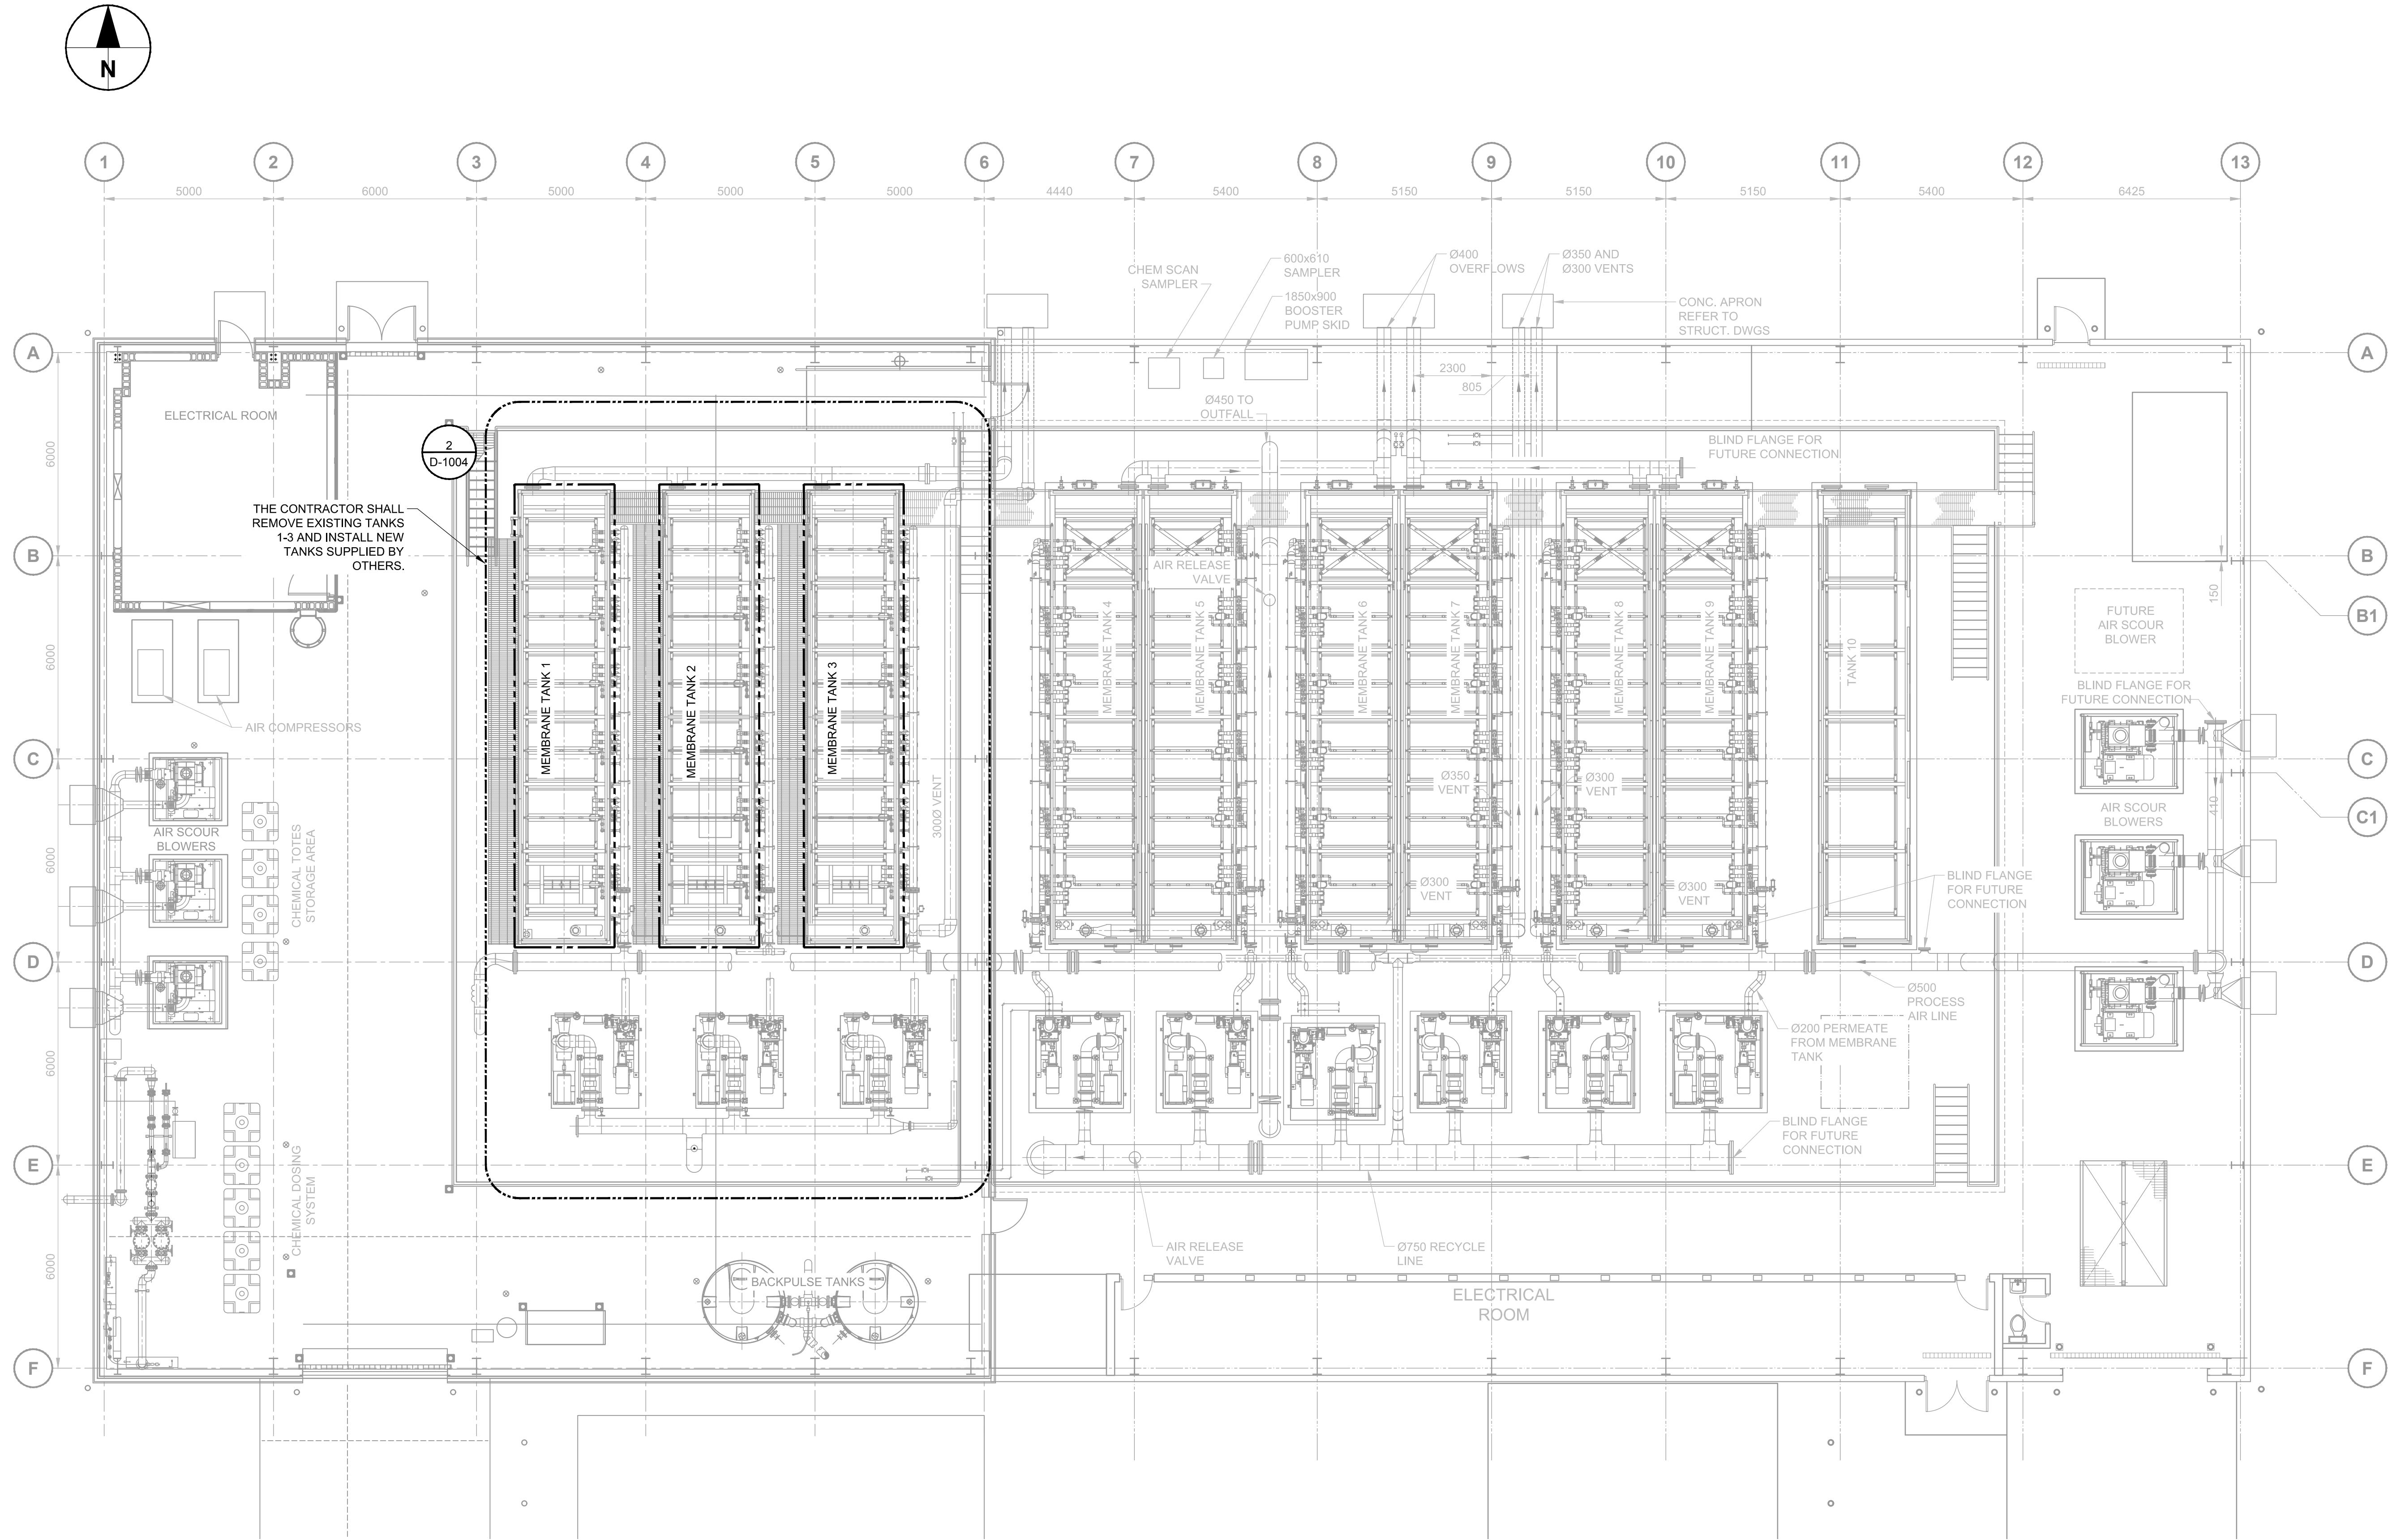 N
1
2
3
4
5
6
7
8
9
10
11
12
13
5000
6000
5000
5000
5000
4440
5400
5150
5150
5150
5400
6425
CHEM SCAN
SAMPLER
600x610
SAMPLER
1850x900
BOOSTER
PUMP SKID
Ø400
OVERFLOWS
Ø350 AND
Ø300 VENTS
CONC. APRON
REFER TO
STRUCT. DWGS
A
A
2300
805
Ø450 TO
OUTFALL
ELECTRICAL ROOM
2
D-1004
6000
BLIND FLANGE FOR
FUTURE CONNECTION
THE CONTRACTOR SHALL
REMOVE EXISTING TANKS
1-3 AND INSTALL NEW
TANKS SUPPLIED BY
OTHERS.
B
B
AIR RELEASE
VALVE
150
B1
FUTURE
AIR SCOUR
BLOWER
6000
MEMBRANE TANK 1
MEMBRANE TANK 2
MEMBRANE TANK 3
MEMBRANE TANK 4
MEMBRANE TANK 5
MEMBRANE TANK 6
MEMBRANE TANK 7
MEMBRANE TANK 8
MEMBRANE TANK 9
TANK 10
BLIND FLANGE FOR
FUTURE CONNECTION
AIR COMPRESSORS
C
C
Ø350
VENT
Ø300
VENT
300Ø VENT
410
AIR SCOUR
BLOWERS
C1
AIR SCOUR
BLOWERS
CHEMICAL TOTES
STORAGE AREA
6000
Ø300
VENT
Ø300
VENT
BLIND FLANGE
FOR FUTURE
CONNECTION
D
D
Ø500
PROCESS
AIR LINE
Ø200 PERMEATE
FROM MEMBRANE
TANK
6000
BLIND FLANGE
FOR FUTURE
CONNECTION
E
E
CHEMICAL DOSING
SYSTEM
6000
AIR RELEASE
VALVE
Ø750 RECYCLE
LINE
BACKPULSE TANKS
ELECTRICAL
ROOM
F
F